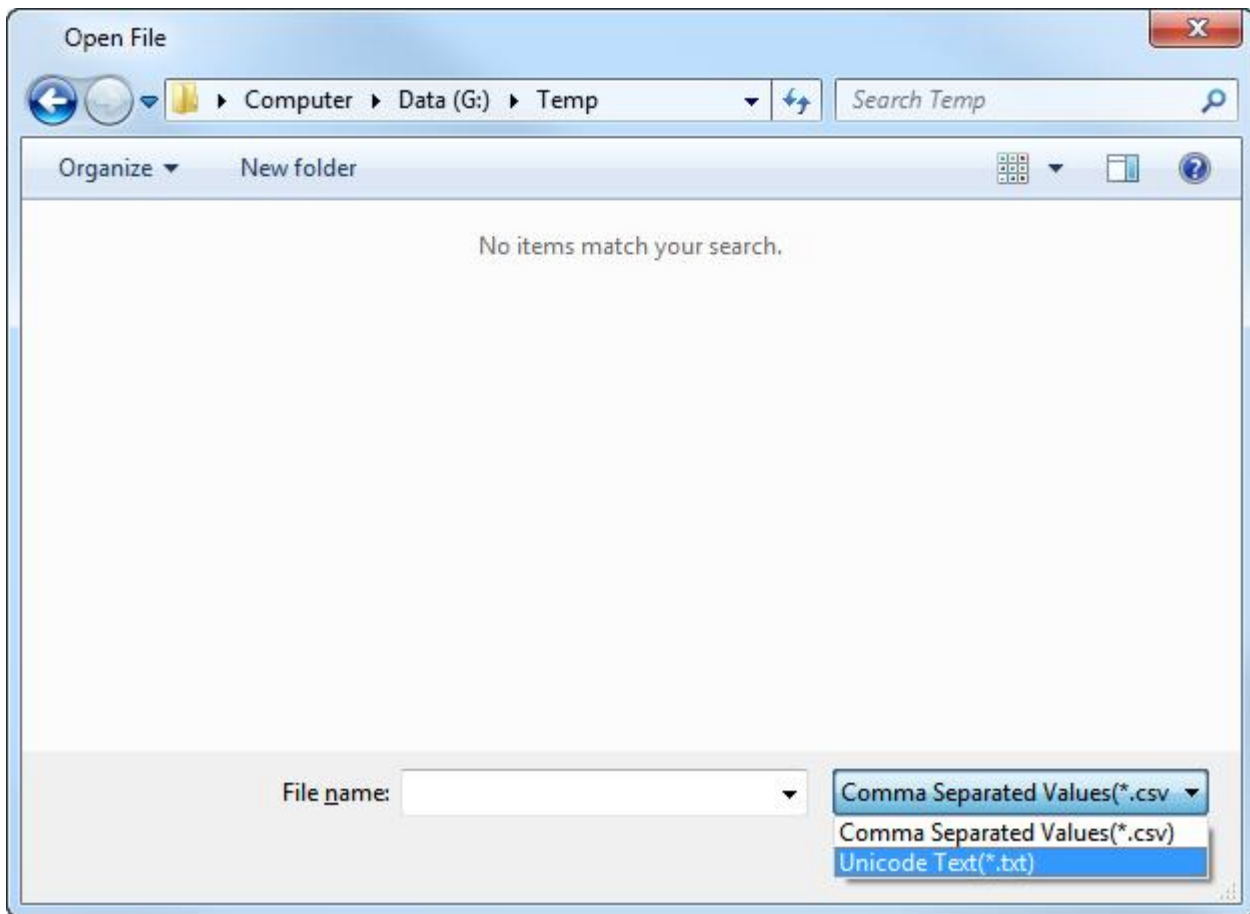 Open File
Computer Data (G:) Temp Search Temp
Organize New folder
No items match your search.
File name: Comma Separated Values(*.csv
Comma Separated Values(*.csv)
Unicode Text(*.txt)